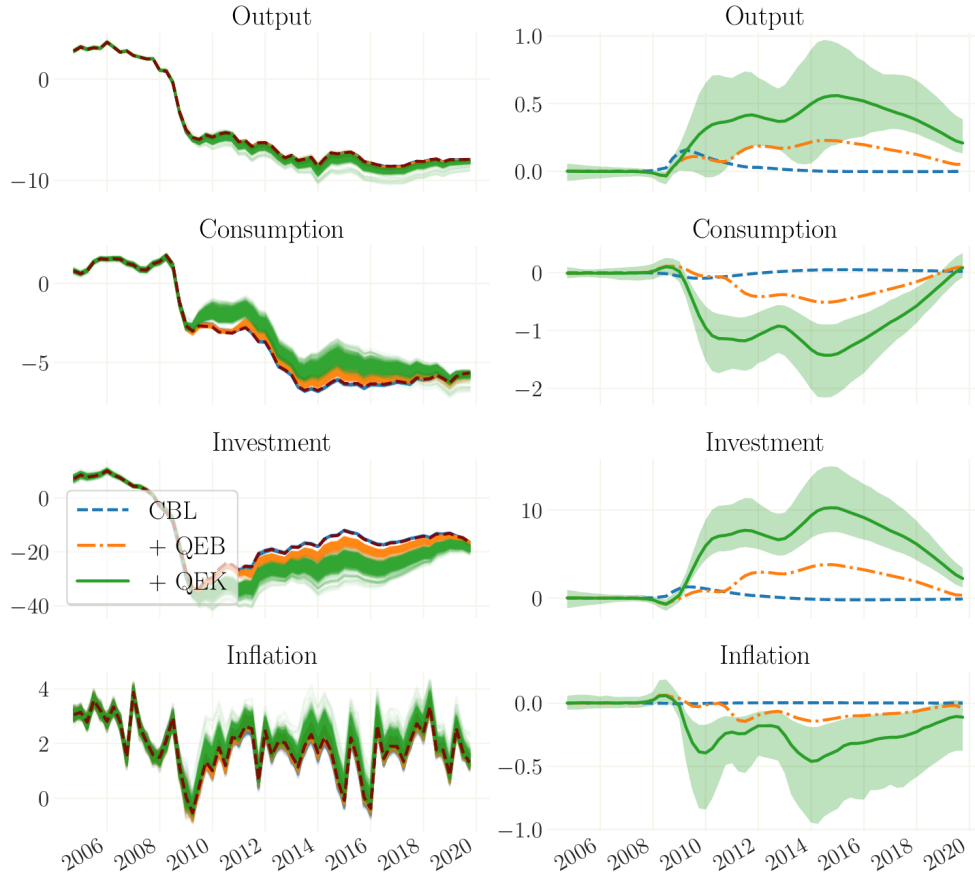 Output
Output
0
−10
1.0
0.5
0.0
Consumption
Consumption
0
−5
0
−1
−2
Investment
Investment
0
−20
−40
CBL
+ QEB
+ QEK
10
0
Inflation
Inflation
4
2
0
0.0
−0.5
−1.0
2006 2008 2010 2012 2014 2016 2018 2020
2006 2008 2010 2012 2014 2016 2018 2020